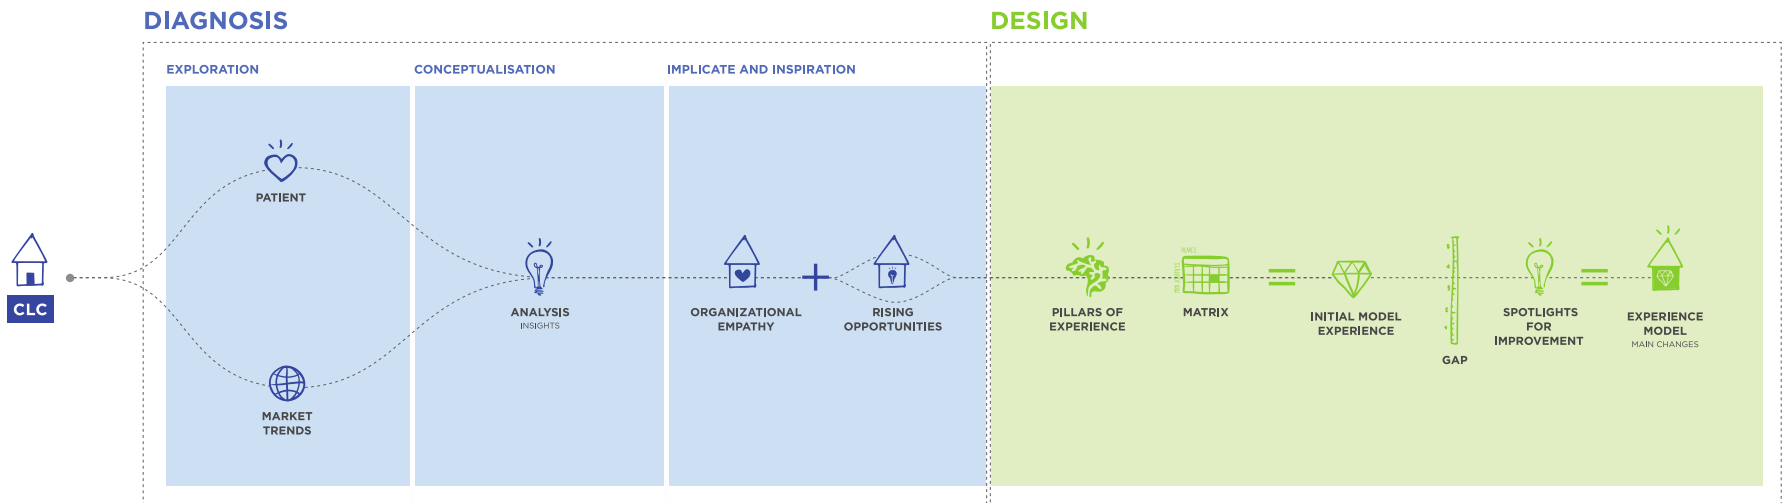 DIAGNOSIS
DESIGN
EXPLORATION
CONCEPTUALISATION
IMPLICATE AND INSPIRATION
PATIENT
CLC
MARKET
TRENDS
ANALYSIS
INSIGHTS
ORGANIZATIONAL
EMPATHY
RISING
OPPORTUNITIES
PILLARS OF
EXPERIENCE
MATRIX
INITIAL MODEL
EXPERIENCE
GAP
SPOTLIGHTS
FOR
IMPROVEMENT
EXPERIENCE
MODEL
MAIN CHANGES